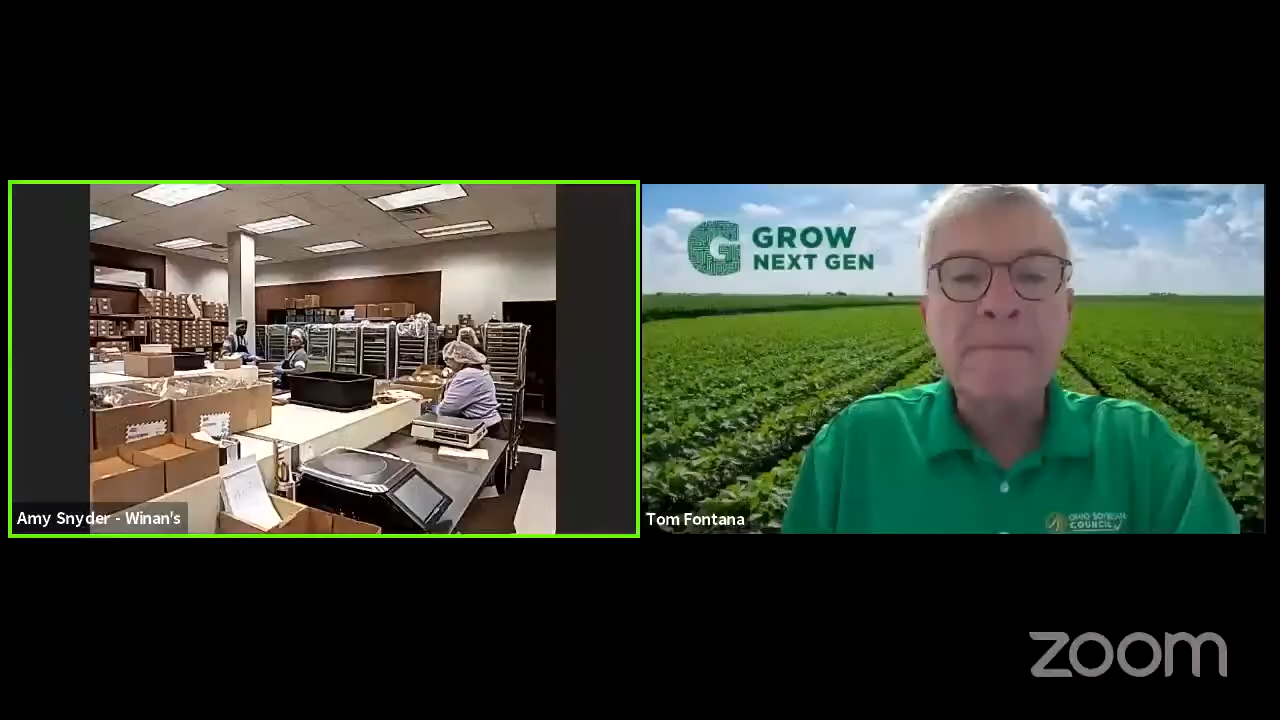 GROW
NEXT GEN
Amy Snyder - Winan's
Tom Fontana
OHIO SOYBEAN
COUNCIL
zoom